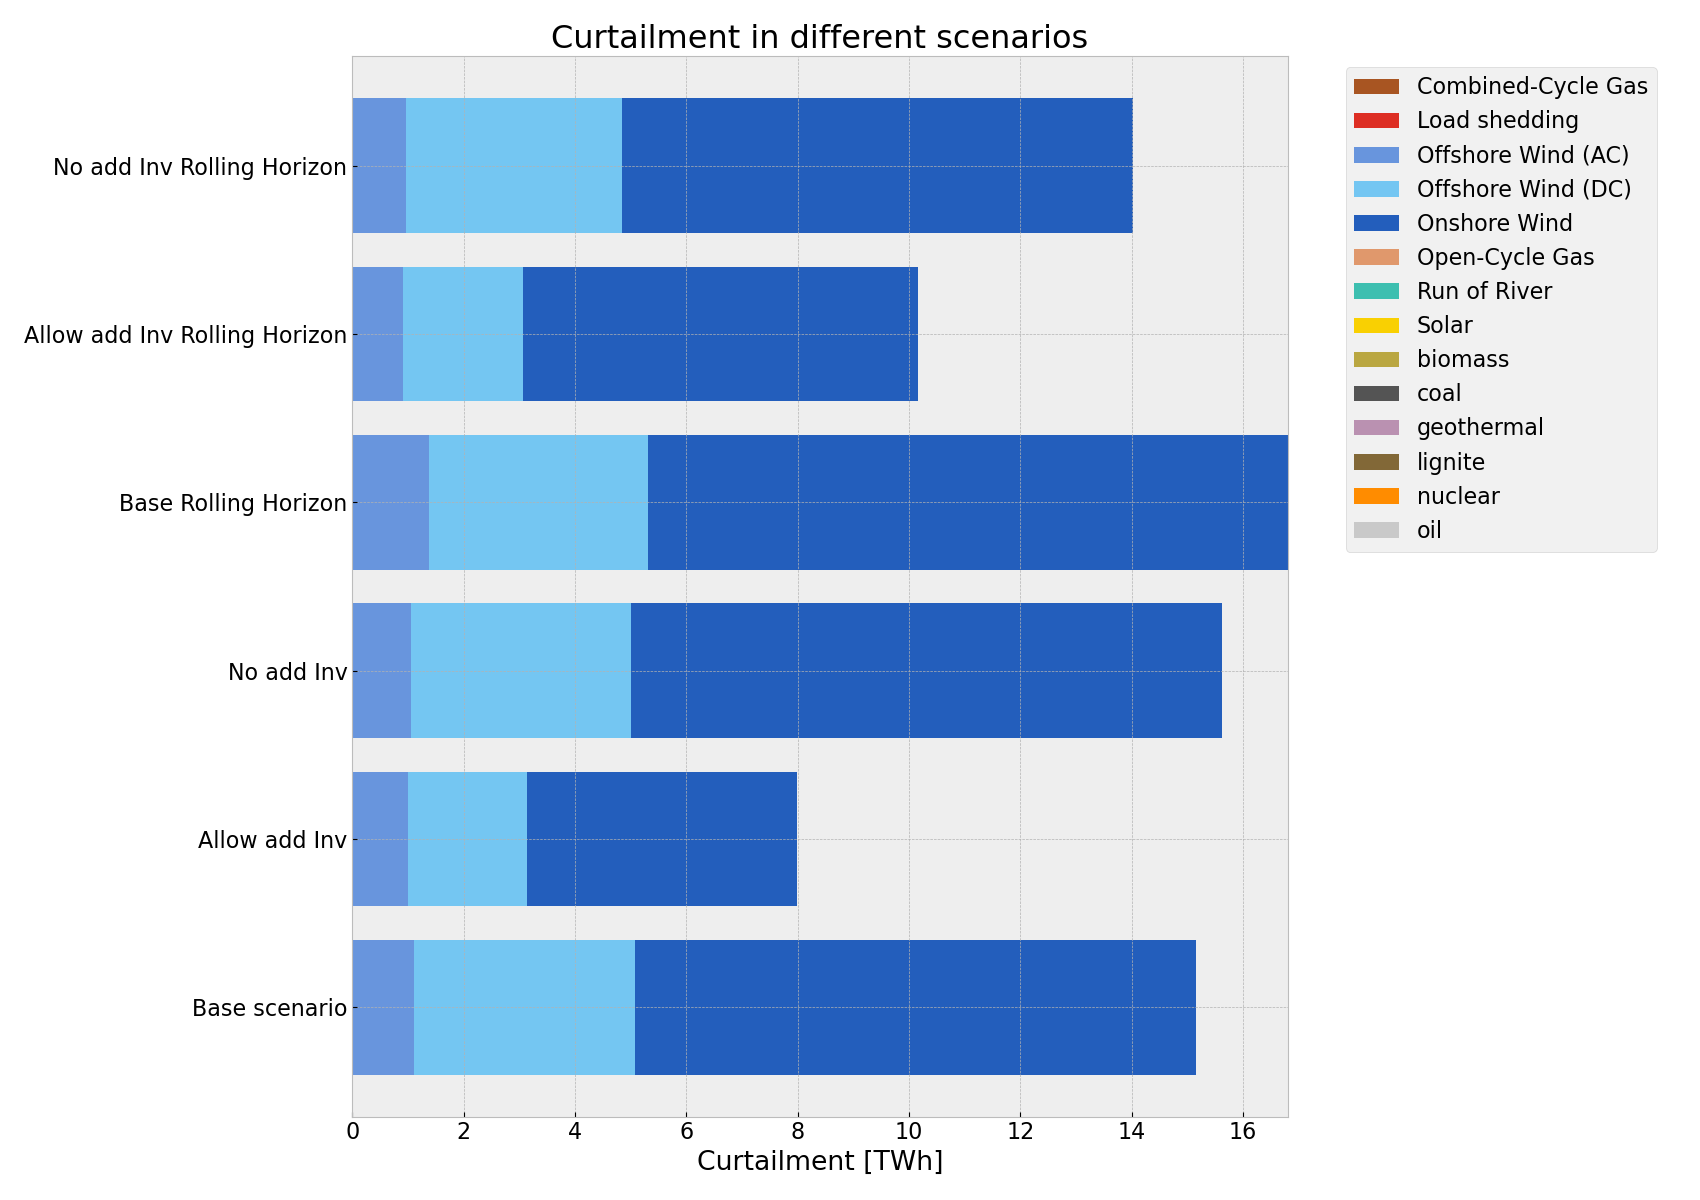 Curtailment in different scenarios
No add Inv Rolling Horizon
Allow add Inv Rolling Horizon
Base Rolling Horizon
No add Inv
Allow add Inv
Base scenario
0 2 4 6 8 10 12 14 16
Curtailment [TWh]
Combined-Cycle Gas
Load shedding
Offshore Wind (AC)
Offshore Wind (DC)
Onshore Wind
Open-Cycle Gas
Run of River
Solar
biomass
coal
geothermal
lignite
nuclear
oil